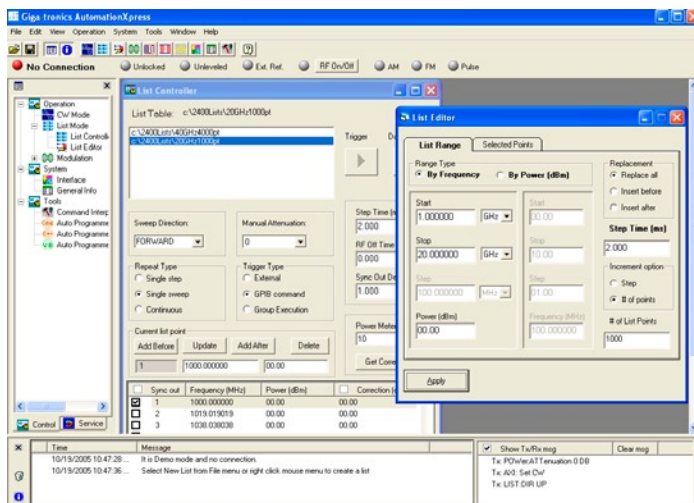 Giga tronics AutomationXpress
File Edit View Operation System Tools Window Help
No Connection Unlocked Unleveled Ext. Ref. RF On/Off AM FM Pulse
Operation
CW Mode
List Mode
List Controll
List Editor
Modulation
System
Interface
General Info
Tools
Command Interp
Auto Programme
Auto Programme
Auto Programme
Control Service
List Controller
List Table: c:\2400Lists\20GHz1000pt
c:\2400Lists\40GHz4000pt
c:\2400Lists\20GHz1000pt
Trigger
Sweep Direction
FORWARD
Manual Attenuation
0
Step Time (m
2.000
RF Off Time
0.000
Sync Out De
1.000
Repeat Type
Single step
Single sweep
Continuous
Trigger Type
External
GPIB command
Group Execution
Current list point
Add Before Update Add After Delete
1 1000.000000 00.00
Power Meter
10
Get Corre
Sync out Frequency (MHz) Power (dBm) Correction (
1 1000.000000 00.00 00.00
2 1019.019019 00.00 00.00
3 1038.038038 00.00 00.00
List Editor
List Range Selected Points
Range Type
By Frequency By Power (dBm)
Start
1.000000 GHz
Stop
20.000000 GHz
Step
100.000000 MHz
Power (dBm)
00.00
Start
00.00
Stop
10.00
Step
01.00
Frequency (MHz)
100.000000
Replacement
Replace all
Insert before
Insert after
Step Time (ms)
2.000
Increment option
Step
# of points
# of List Points
1000
Apply
Time Message
10/19/2005 10:47:28 ... It is Demo mode and no connection.
10/19/2005 10:47:36 ... Select New List from File menu or right click mouse menu to create a list
Show Tx/Rx msg Clear msg
Tx: POWer:ATTenuation 0 DB
Tx: AXI: Set CW
Tx: LIST:DIR UP